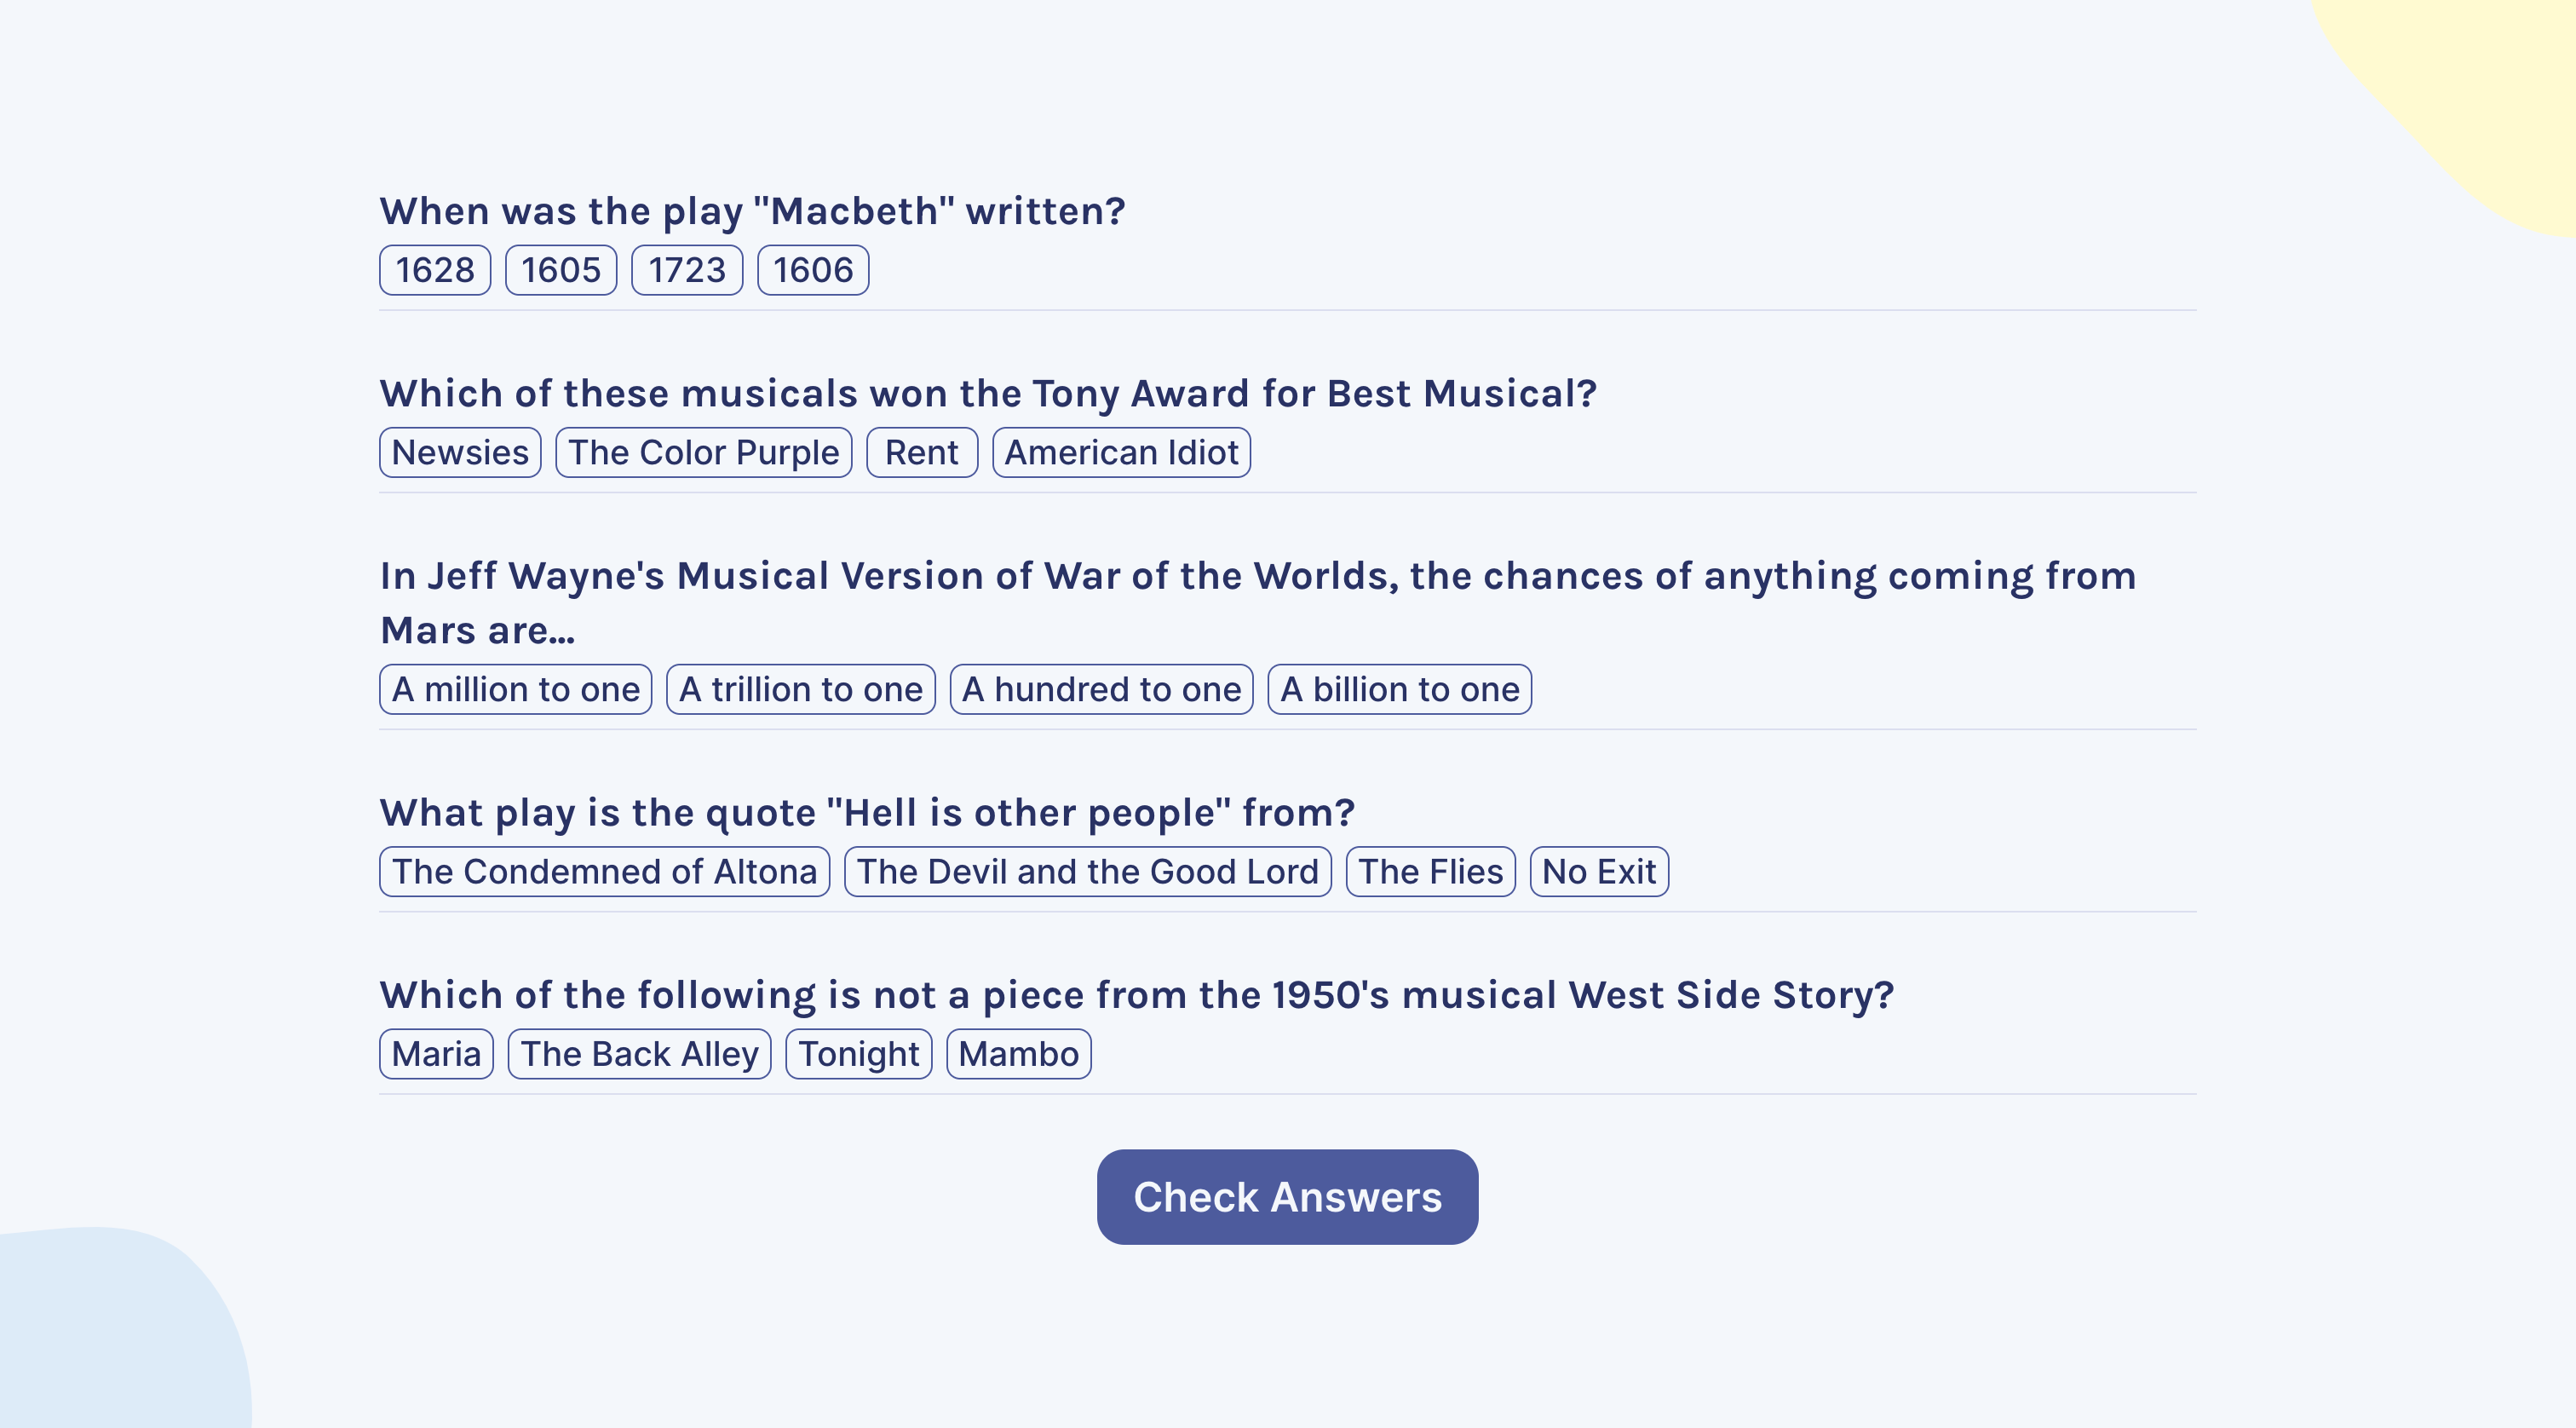 When was the play "Macbeth" written?
1628 1605 1723 1606
Which of these musicals won the Tony Award for Best Musical?
Newsies The Color Purple Rent American Idiot
In Jeff Wayne's Musical Version of War of the Worlds, the chances of anything coming from
Mars are...
A million to one A trillion to one A hundred to one A billion to one
What play is the quote "Hell is other people" from?
The Condemned of Altona The Devil and the Good Lord The Flies No Exit
Which of the following is not a piece from the 1950's musical West Side Story?
Maria The Back Alley Tonight Mambo
Check Answers